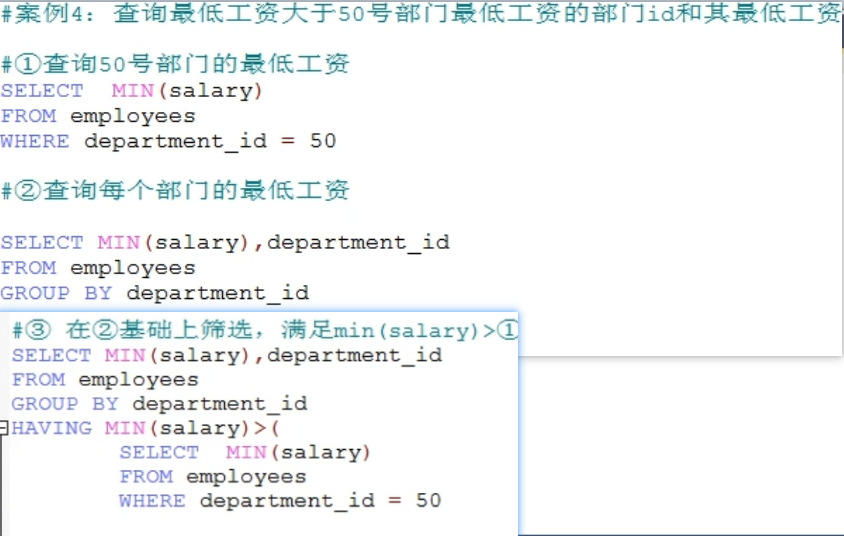 #案例4：查询最低工资大于50号部门最低工资的部门id和其最低工资
#①查询50号部门的最低工资
SELECT  MIN(salary)
FROM employees
WHERE department_id = 50
#②查询每个部门的最低工资
SELECT MIN(salary),department_id
FROM employees
GROUP BY department_id
#③ 在②基础上筛选，满足min(salary)>①
SELECT MIN(salary),department_id
FROM employees
GROUP BY department_id
HAVING MIN(salary)>(
SELECT  MIN(salary)
FROM employees
WHERE department_id = 50